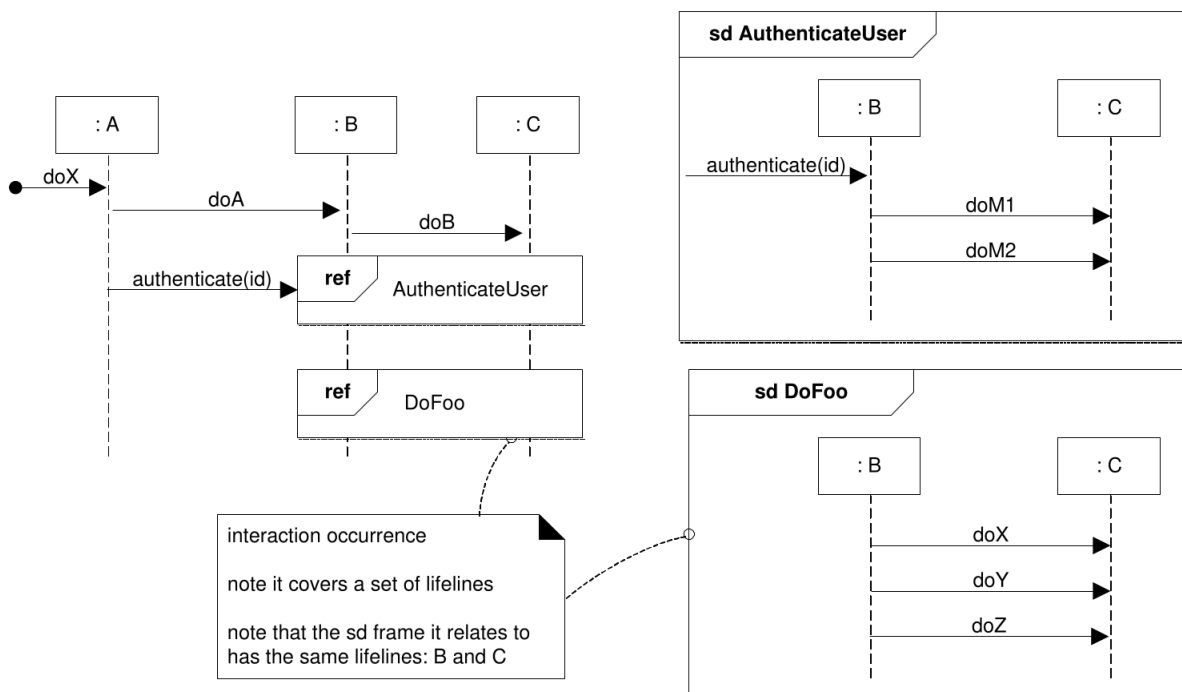 : A
: B
: C
doX
doA
doB
authenticate(id)
ref
AuthenticateUser
ref
DoFoo
interaction occurrence
note it covers a set of lifelines
note that the sd frame it relates to
has the same lifelines: B and C
sd AuthenticateUser
: B
: C
authenticate(id)
doM1
doM2
sd DoFoo
: B
: C
doX
doY
doZ